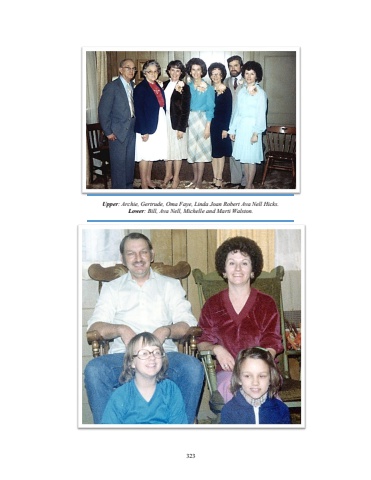 Upper: Archie, Gertrude, Oma Faye, Linda Joan Robert Ava Nell Hicks.
Lower: Bill, Ava Nell, Michelle and Marti Walston.
323